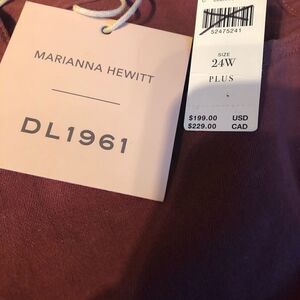 MARIANNA HEWITT
DL1961
52475241
SIZE
24W
PLUS
$199.00 USD
$229.00 CAD